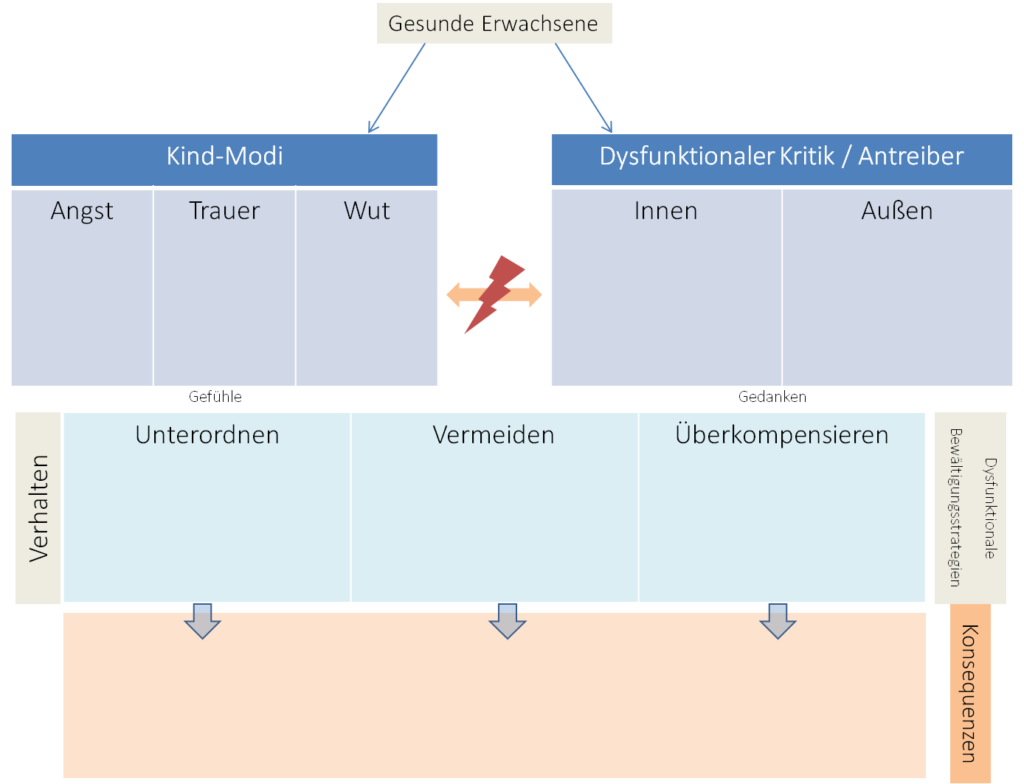 Gesunde Erwachsene
Kind-Modi
Dysfunktionaler Kritik / Antreiber
Angst
Trauer
Wut
Innen
Außen
Gefühle
Gedanken
Verhalten
Unterordnen
Vermeiden
Überkompensieren
Dysfunktionale
Bewältigungsstrategien
Konsequenzen